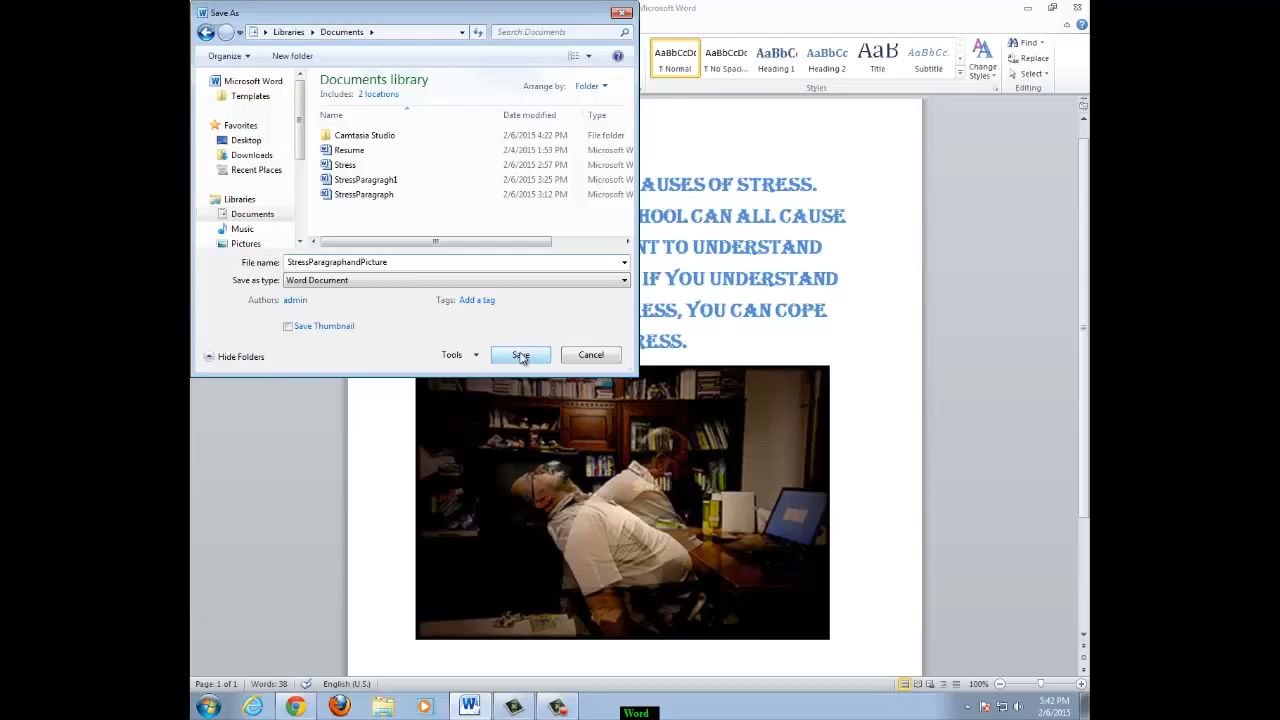 Save As
Microsoft Word
Libraries Documents
Search Documents
Organize New folder
Microsoft Word
Templates
Favorites
Desktop
Downloads
Recent Places
Libraries
Documents
Music
Pictures
Documents library
Includes: 2 locations
Arrange by: Folder
Name Date modified Type
Camtasia Studio 2/6/2015 4:22 PM File folder
Resume 2/4/2015 1:53 PM Microsoft W
Stress 2/6/2015 2:57 PM Microsoft W
StressParagragh1 2/6/2015 3:25 PM Microsoft W
StressParagraph 2/6/2015 3:12 PM Microsoft W
File name: StressParagraphandPicture
Save as type: Word Document
Authors: admin Tags: Add a tag
Save Thumbnail
Hide Folders
Tools Save Cancel
AaBbCcDc AaBbCcDc AaBbC AaBbCc AaB AaBbCc.
¶ Normal ¶ No Spaci... Heading 1 Heading 2 Title Subtitle
Change
Styles
Styles
Find
Replace
Select
Editing
AUSES OF STRESS.
HOOL CAN ALL CAUSE
NT TO UNDERSTAND
IF YOU UNDERSTAND
ESS, YOU CAN COPE
RESS.
Page: 1 of 1 Words: 38 English (U.S.) 100%
Word
5:42 PM
2/6/2015